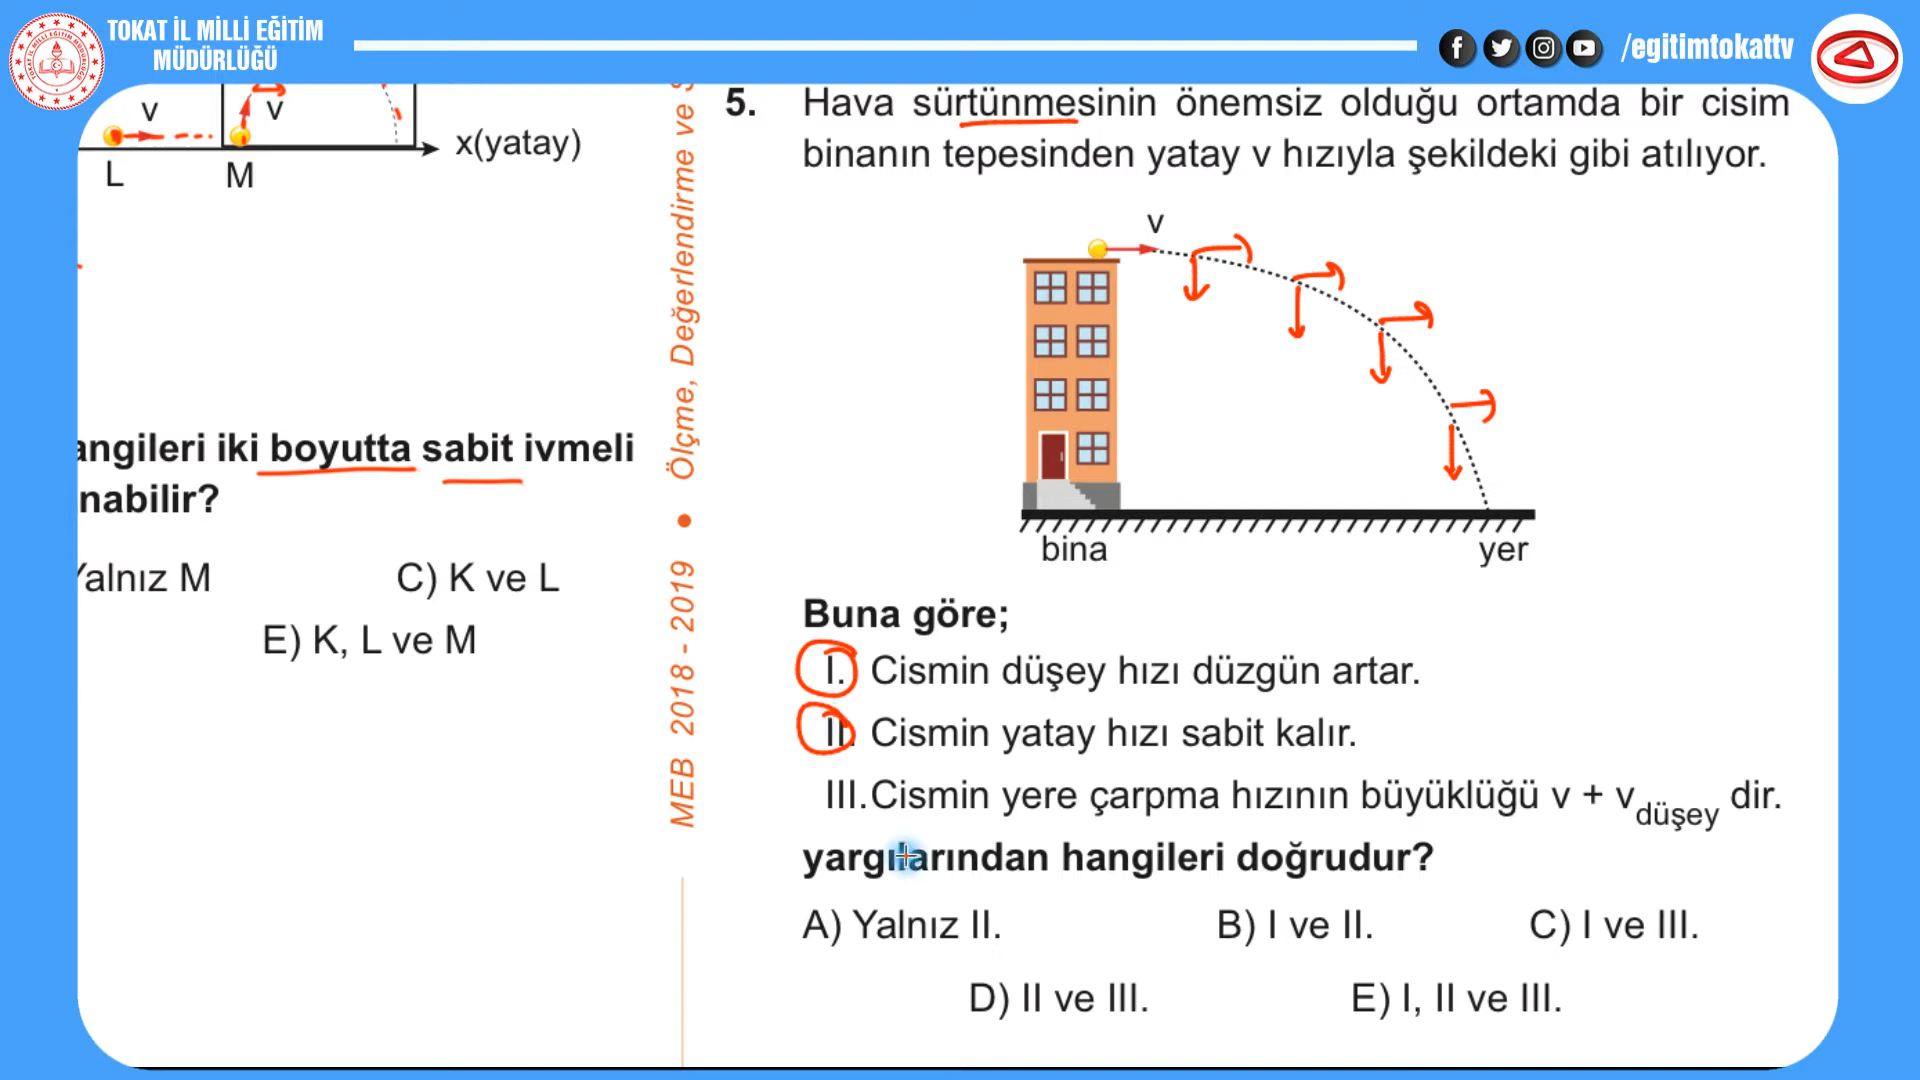 TOKAT İL MİLLİ EĞİTİM
MÜDÜRLÜĞÜ
/egitimtokattv
v
v
x(yatay)
L
M
angileri iki boyutta sabit ivmeli
nabilir?
Yalnız M
C) K ve L
E) K, L ve M
MEB 2018 - 2019 ● Ölçme, Değerlendirme ve S
5. Hava sürtünmesinin önemsiz olduğu ortamda bir cisim
binanın tepesinden yatay v hızıyla şekildeki gibi atılıyor.
v
bina
yer
Buna göre;
I. Cismin düşey hızı düzgün artar.
II. Cismin yatay hızı sabit kalır.
III.Cismin yere çarpma hızının büyüklüğü v + vdüşey dir.
yargılarından hangileri doğrudur?
A) Yalnız II.
B) I ve II.
C) I ve III.
D) II ve III.
E) I, II ve III.